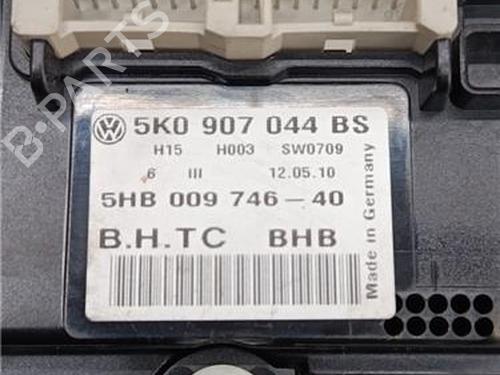 5K0 907 044 BS
H15 H003 SW0709
6 III 12.05.10
5HB 009 746-40
B.H.TC BHB
Made in Germany